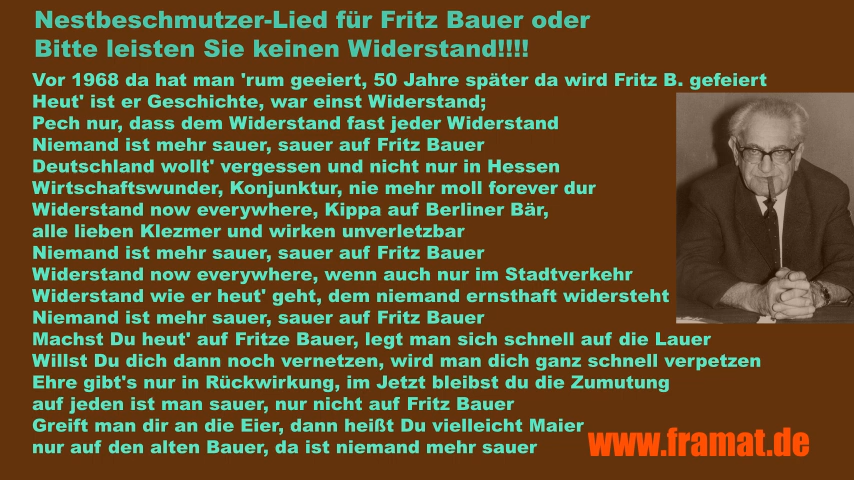 Nestbeschmutzer-Lied für Fritz Bauer oder
Bitte leisten Sie keinen Widerstand!!!!
Vor 1968 da hat man 'rum geeiert, 50 Jahre später da wird Fritz B. gefeiert
Heut' ist er Geschichte, war einst Widerstand;
Pech nur, dass dem Widerstand fast jeder Widerstand
Niemand ist mehr sauer, sauer auf Fritz Bauer
Deutschland wollt' vergessen und nicht nur in Hessen
Wirtschaftswunder, Konjunktur, nie mehr moll forever dur
Widerstand now everywhere, Kippa auf Berliner Bär,
alle lieben Klezmer und wirken unverletzbar
Niemand ist mehr sauer, sauer auf Fritz Bauer
Widerstand now everywhere, wenn auch nur im Stadtverkehr
Widerstand wie er heut' geht, dem niemand ernsthaft widersteht
Niemand ist mehr sauer, sauer auf Fritz Bauer
Machst Du heut' auf Fritze Bauer, legt man sich schnell auf die Lauer
Willst Du dich dann noch vernetzen, wird man dich ganz schnell verpetzen
Ehre gibt's nur in Rückwirkung, im Jetzt bleibst du die Zumutung
auf jeden ist man sauer, nur nicht auf Fritz Bauer
Greift man dir an die Eier, dann heißt Du vielleicht Maier
nur auf den alten Bauer, da ist niemand mehr sauer
www.framat.de